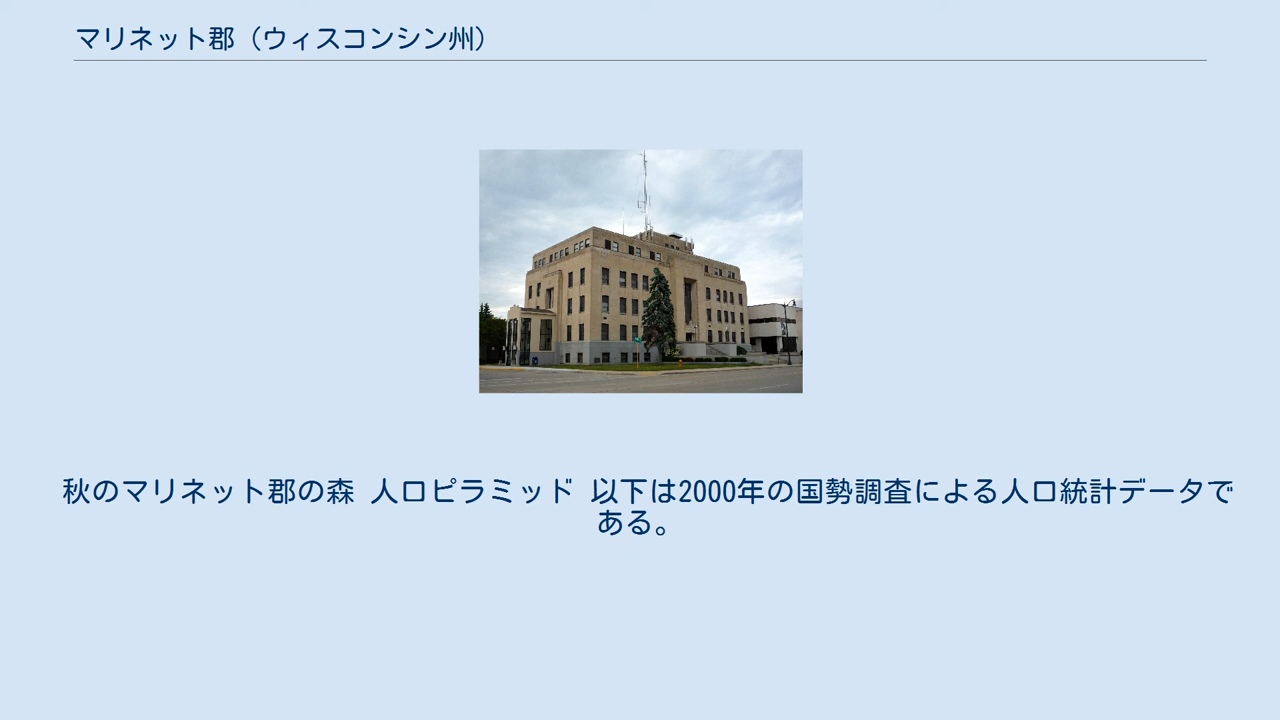 マリネット郡（ウィスコンシン州）
秋のマリネット郡の森 人口ピラミッド 以下は2000年の国勢調査による人口統計データで
ある。